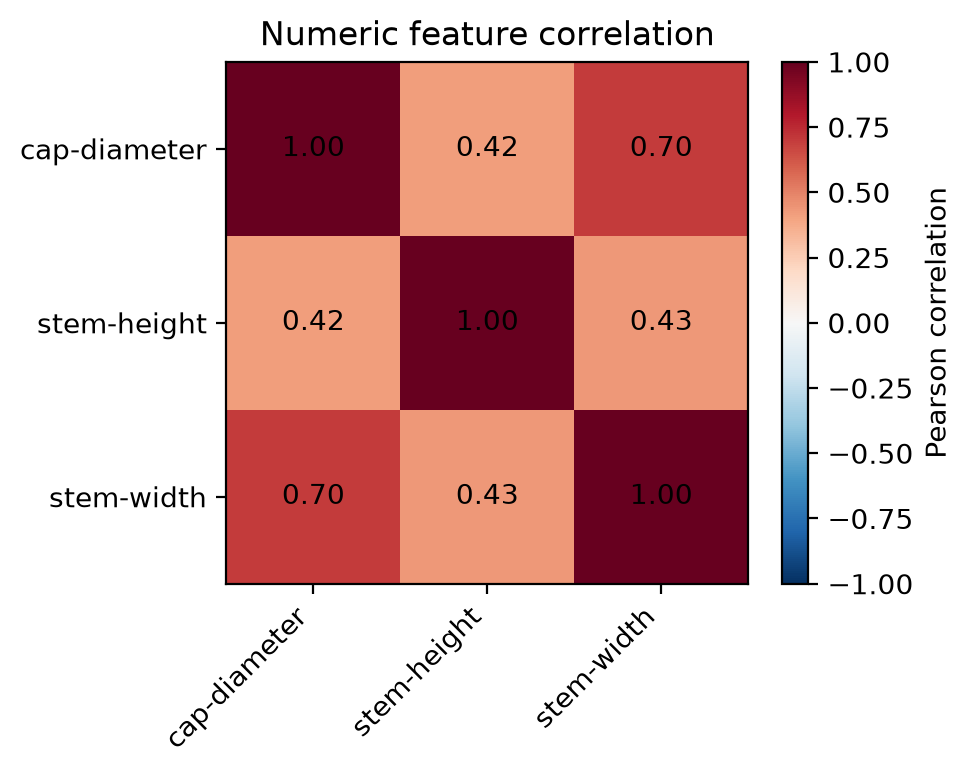 Numeric feature correlation
cap-diameter
1.00 0.42 0.70
stem-height
0.42 1.00 0.43
stem-width
0.70 0.43 1.00
cap-diameter
stem-height
stem-width
1.00
0.75
0.50
0.25
0.00
−0.25
−0.50
−0.75
−1.00
Pearson correlation